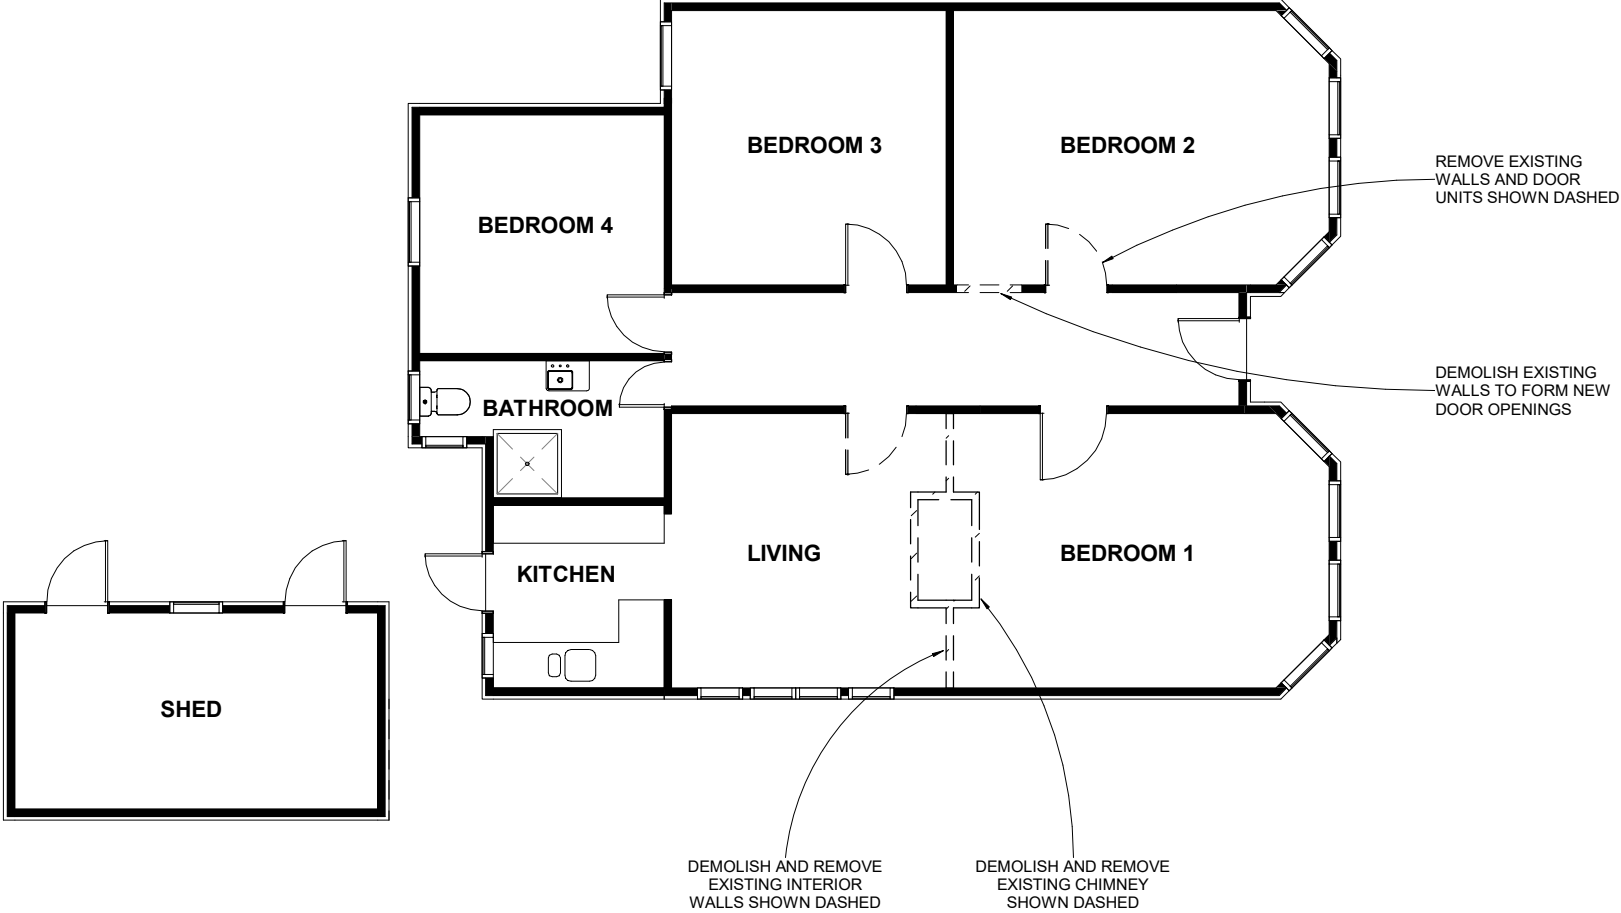 BEDROOM 3
BEDROOM 2
REMOVE EXISTING
WALLS AND DOOR
UNITS SHOWN DASHED
BEDROOM 4
DEMOLISH EXISTING
WALLS TO FORM NEW
DOOR OPENINGS
BATHROOM
LIVING
BEDROOM 1
KITCHEN
SHED
DEMOLISH AND REMOVE
EXISTING INTERIOR
WALLS SHOWN DASHED
DEMOLISH AND REMOVE
EXISTING CHIMNEY
SHOWN DASHED